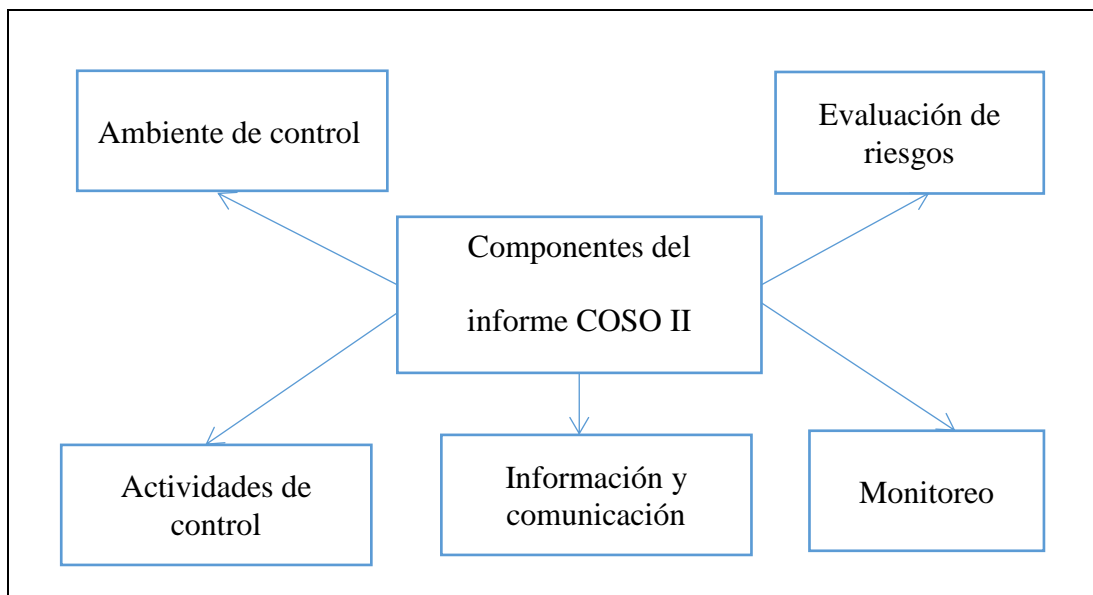 Ambiente de control
Evaluación de
riesgos
Componentes del
informe COSO II
Actividades de
control
Información y
comunicación
Monitoreo